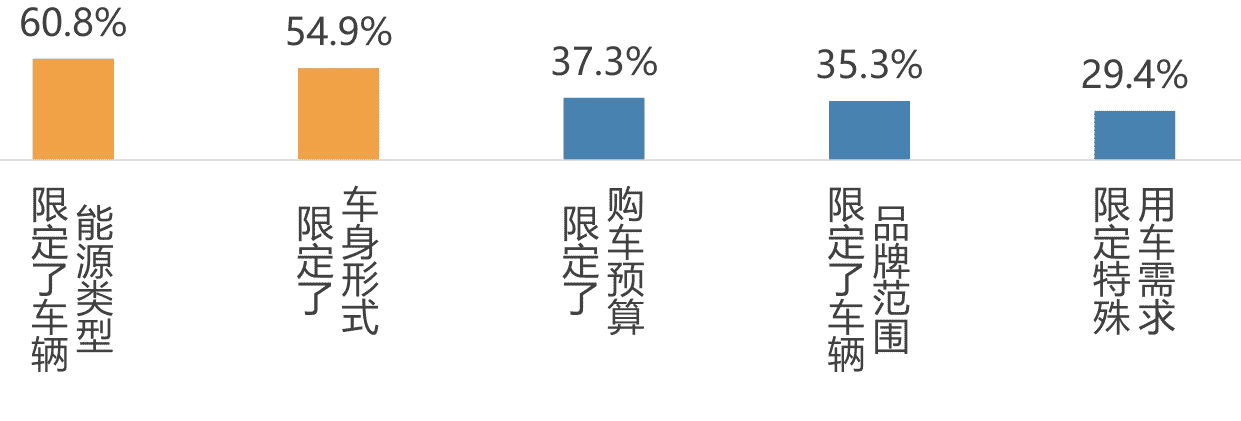 60.8%
54.9%
37.3%
35.3%
29.4%
限定了车辆
能源类型
限定了
车身形式
限定了
购车预算
限定了车辆
品牌范围
限定特殊
用车需求